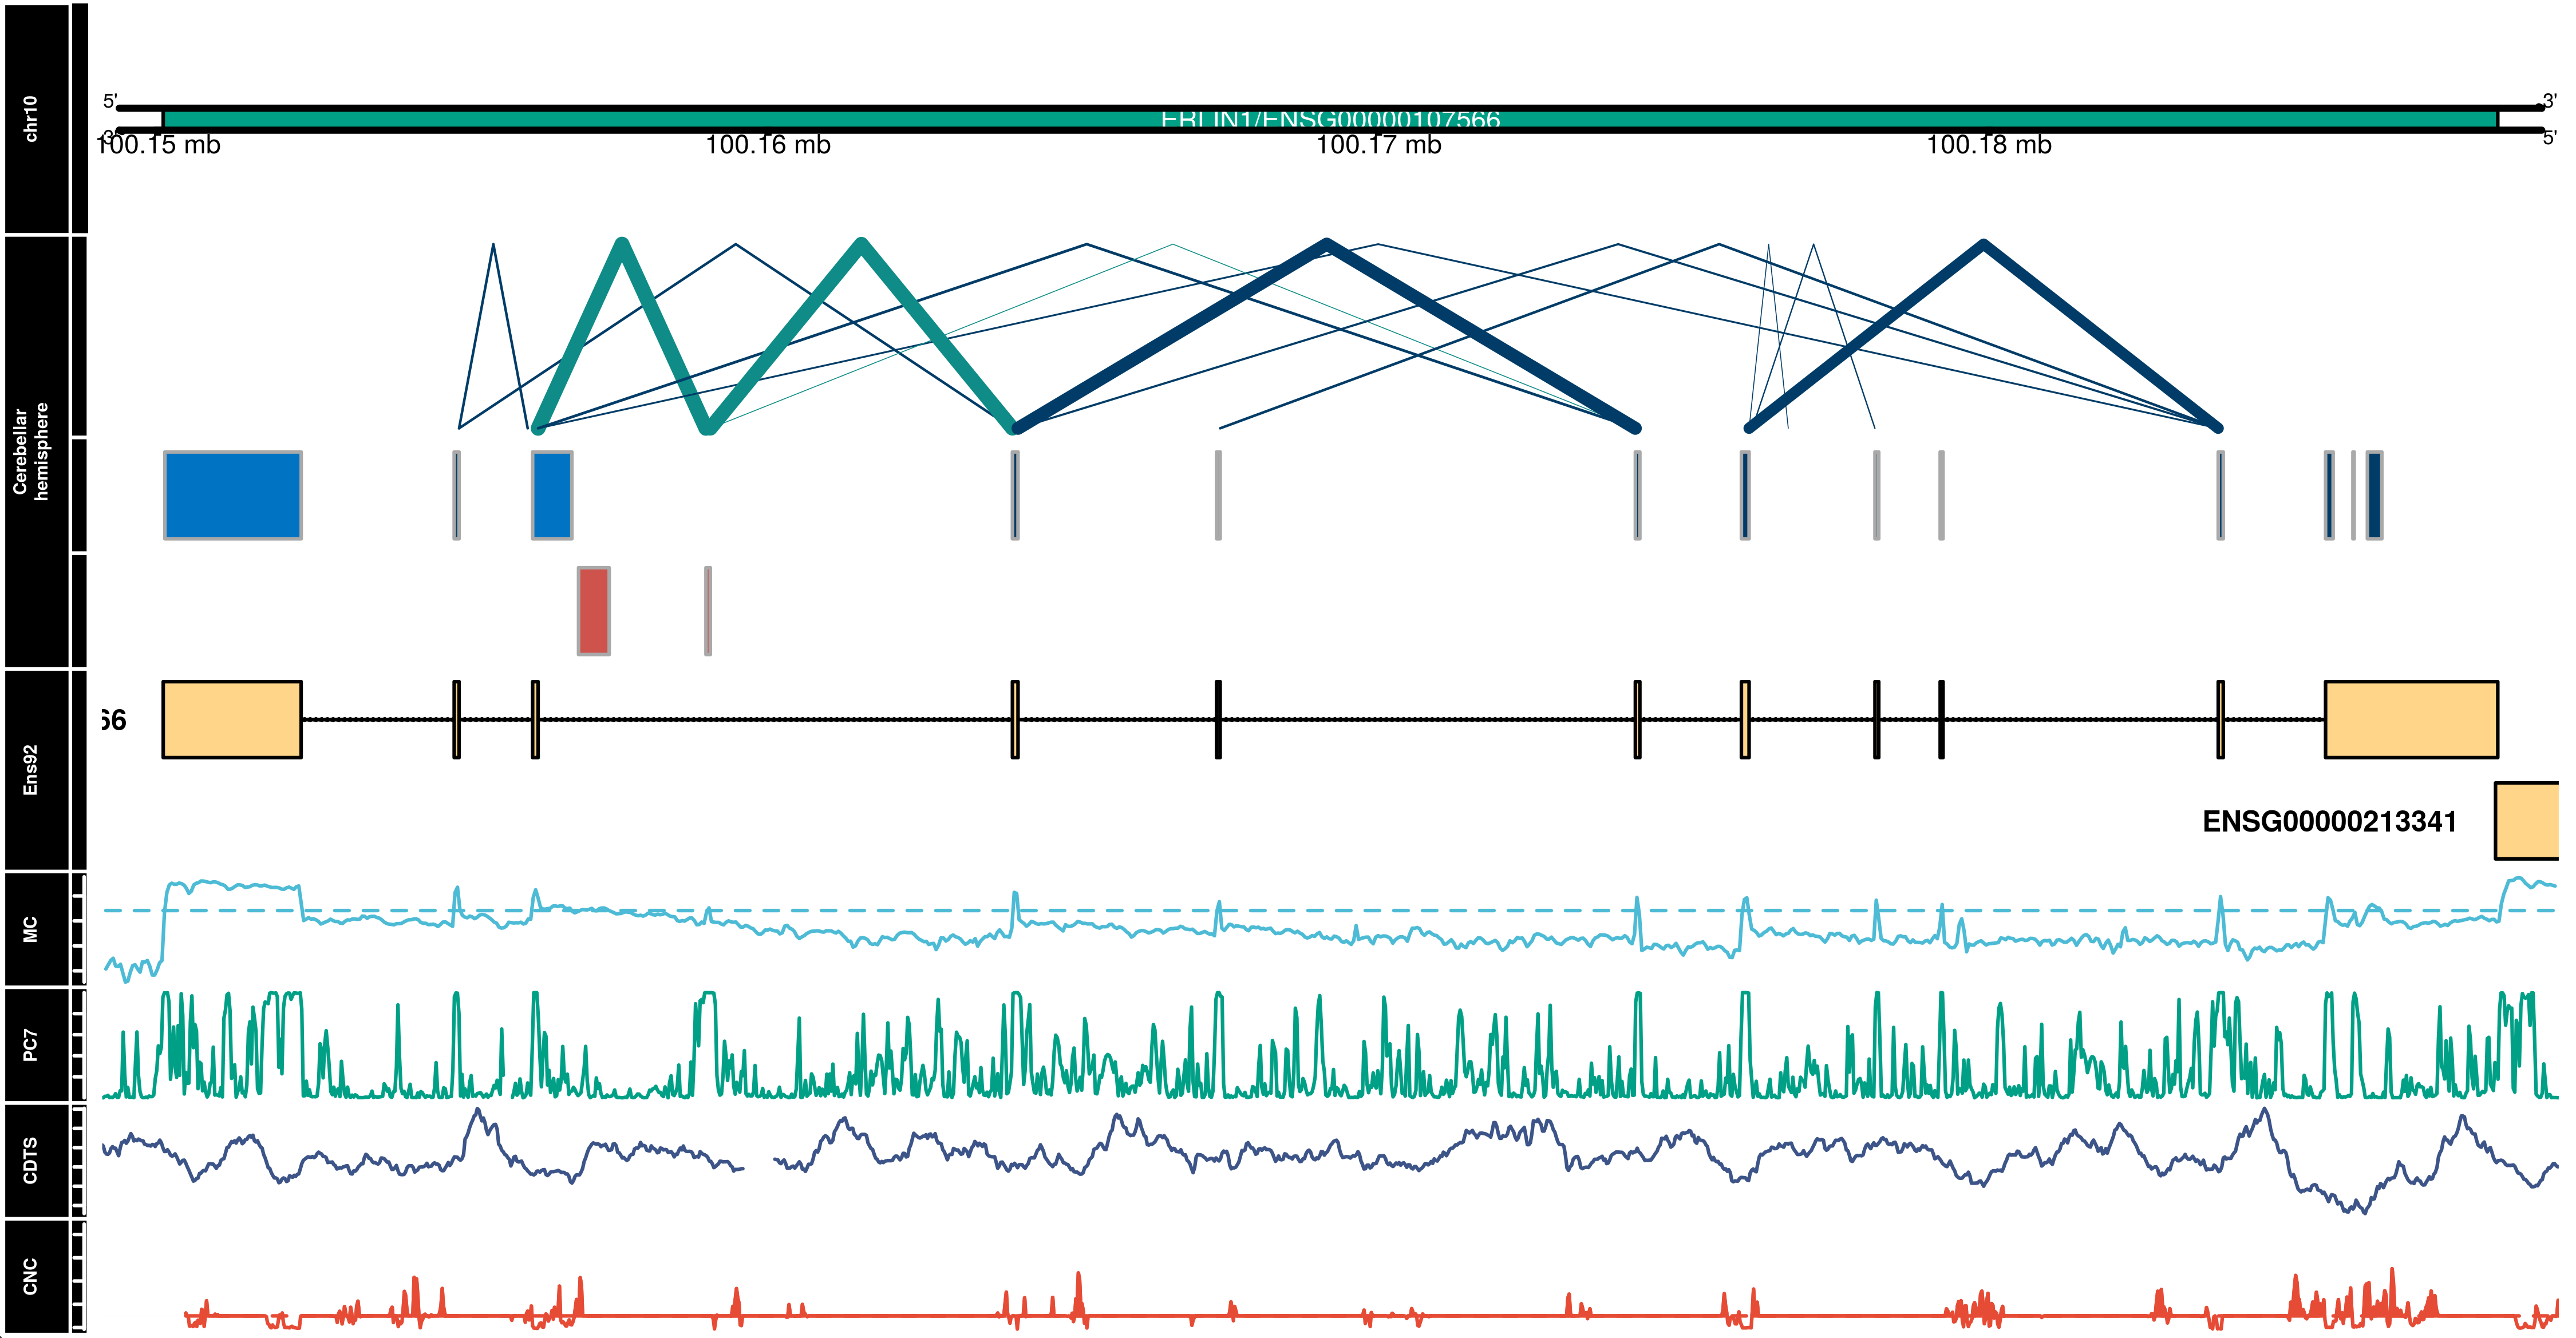 chr10
5'
3'
ERLIN1/ENSG00000107566
3'
5'
100.15 mb
100.16 mb
100.17 mb
100.18 mb
Cerebellar
hemisphere
Ens92
66
ENSG00000213341
MC
PC7
CDTS
CNC